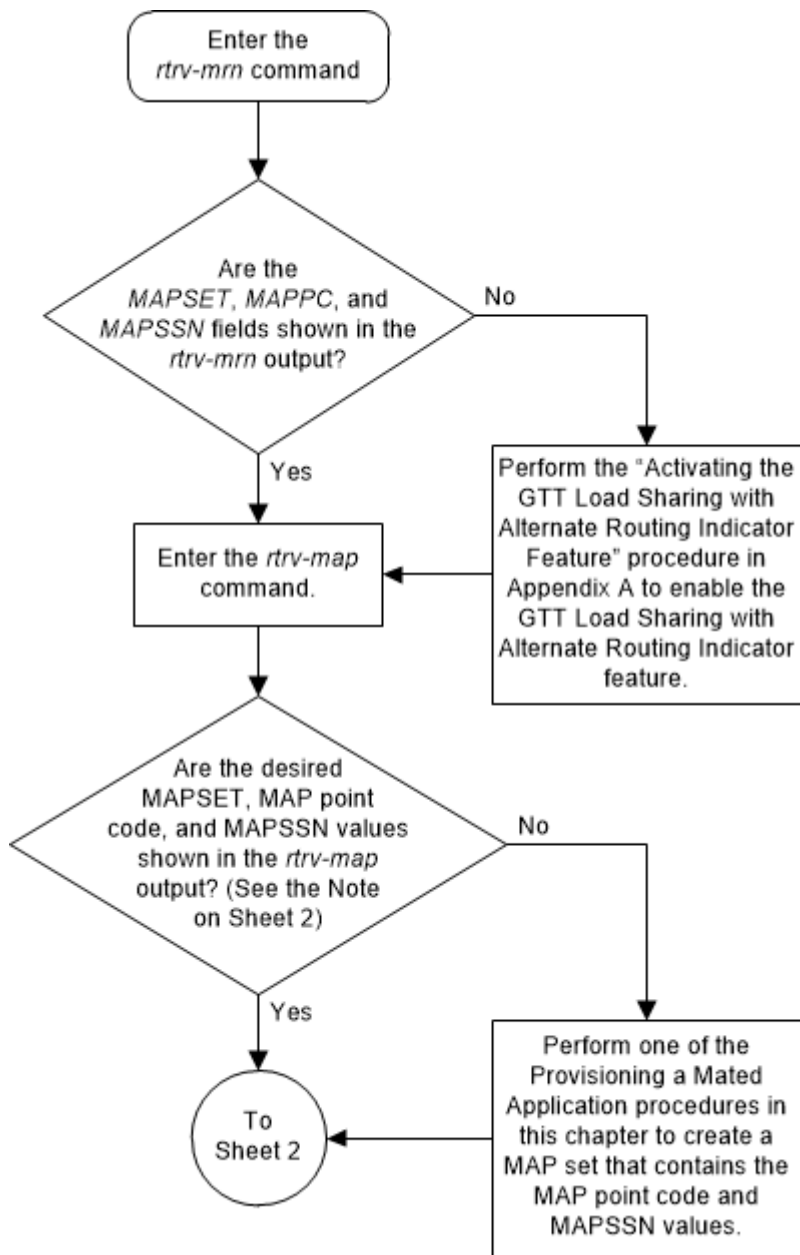 Enter the
rtrv-mrn command
Are the
MAPSET, MAPPC, and
MAPSSN fields shown in the
rtrv-mrn output?
No
Yes
Perform the “Activating the
GTT Load Sharing with
Alternate Routing Indicator
Feature” procedure in
Appendix A to enable the
GTT Load Sharing with
Alternate Routing Indicator
feature.
Enter the rtrv-map
command.
Are the desired
MAPSET, MAP point
code, and MAPSSN values
shown in the rtrv-map
output? (See the Note
on Sheet 2)
No
Yes
Perform one of the
Provisioning a Mated
Application procedures in
this chapter to create a
MAP set that contains the
MAP point code and
MAPSSN values.
To
Sheet 2